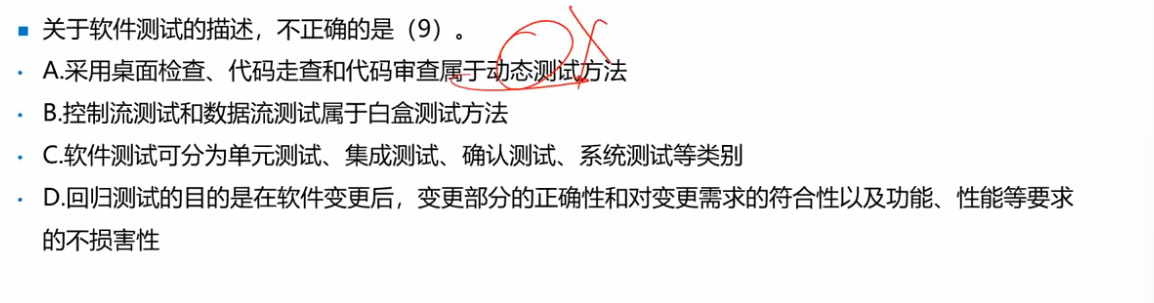 关于软件测试的描述，不正确的是（9）。
A.采用桌面检查、代码走查和代码审查属于动态测试方法
B.控制流测试和数据流测试属于白盒测试方法
C.软件测试可分为单元测试、集成测试、确认测试、系统测试等类别
D.回归测试的目的是在软件变更后，变更部分的正确性和对变更需求的符合性以及功能、性能等要求
的不损害性